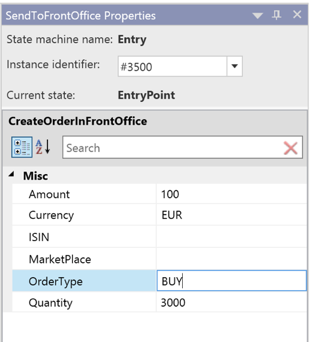 SendToFrontOffice Properties
State machine name: Entry
Instance identifier: #3500
Current state: EntryPoint
CreateOrderInFrontOffice
A Z Search
Misc
Amount 100
Currency EUR
ISIN
MarketPlace
OrderType BUY
Quantity 3000